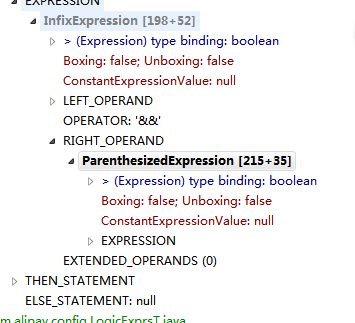 EXPRESSION
InfixExpression [198+52]
> (Expression) type binding: boolean
Boxing: false; Unboxing: false
ConstantExpressionValue: null
LEFT_OPERAND
OPERATOR: '&&'
RIGHT_OPERAND
ParenthesizedExpression [215+35]
> (Expression) type binding: boolean
Boxing: false; Unboxing: false
ConstantExpressionValue: null
EXPRESSION
EXTENDED_OPERANDS (0)
THEN_STATEMENT
ELSE_STATEMENT: null
m.alipay.config.LogicExprsT.java